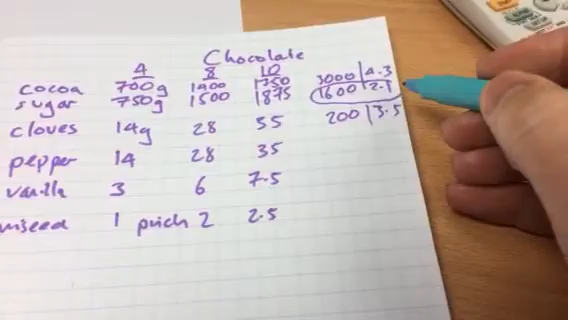 Chocolate
4 8 10
cocoa 700g 1400 1750 3000 4.3
sugar 750g 1500 1875 1600 2.1
cloves 14g 28 35 200 3.5
pepper 14 28 35
vanilla 3 6 7.5
niseed 1 pinch 2 2.5